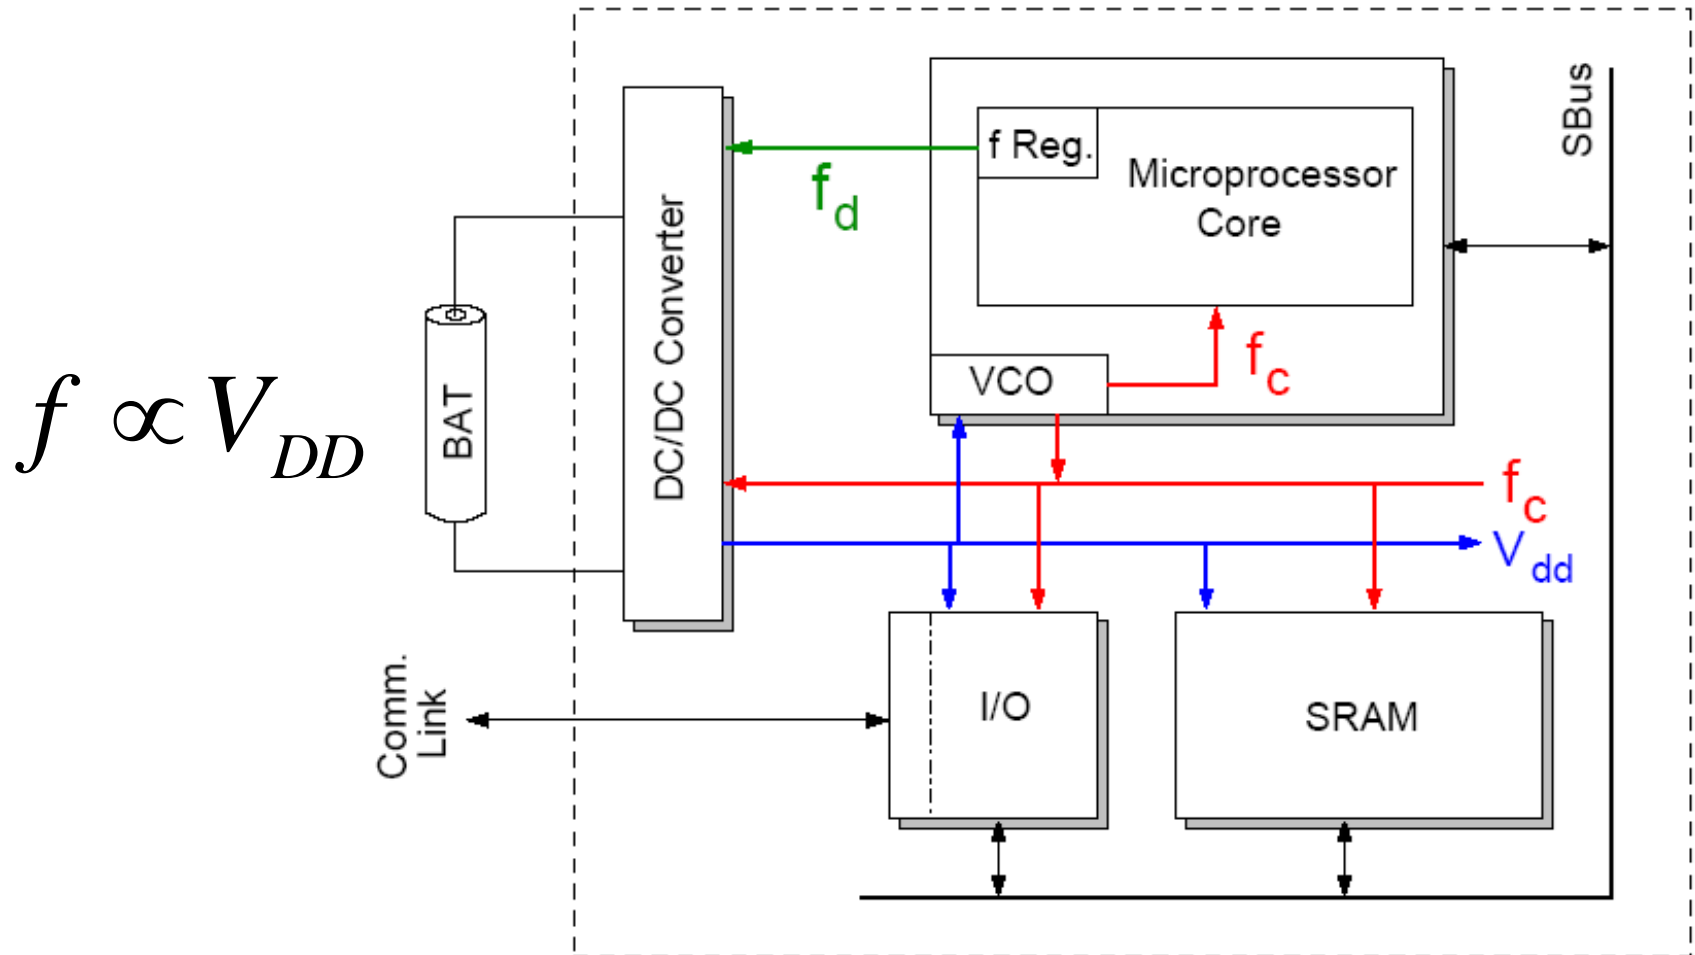 f ∝ V_DD
BAT
DC/DC Converter
f_d
f Reg.
Microprocessor
Core
VCO
f_c
SBus
f_c
V_dd
Comm.
Link
I/O
SRAM